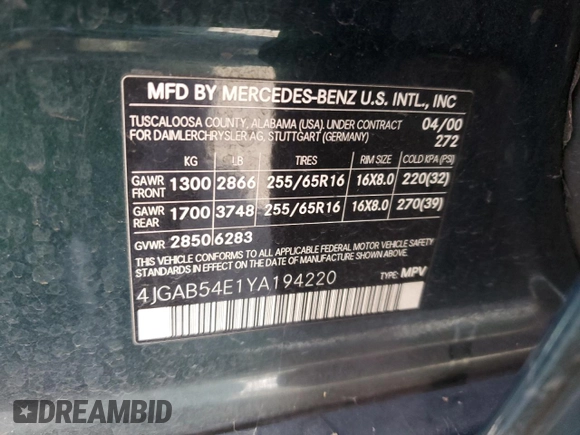 MFD BY MERCEDES-BENZ U.S. INTL., INC
TUSCALOOSA COUNTY, ALABAMA (USA), UNDER CONTRACT 04/00
FOR DAIMLERCHRYSLER AG, STUTTGART (GERMANY) 272
KG LB TIRES RIM SIZE COLD KPA (PSI)
GAWR FRONT 1300 2866 255/65R16 16X8.0 220(32)
GAWR REAR 1700 3748 255/65R16 16X8.0 270(39)
GVWR 2850 6283
THIS VEHICLE CONFORMS TO ALL APPLICABLE FEDERAL MOTOR VEHICLE SAFETY
STANDARDS IN EFFECT ON THE DATE OF MANUFACTURE SHOWN ABOVE.
4JGAB54E1YA194220 TYPE: MPV
DREAMBID